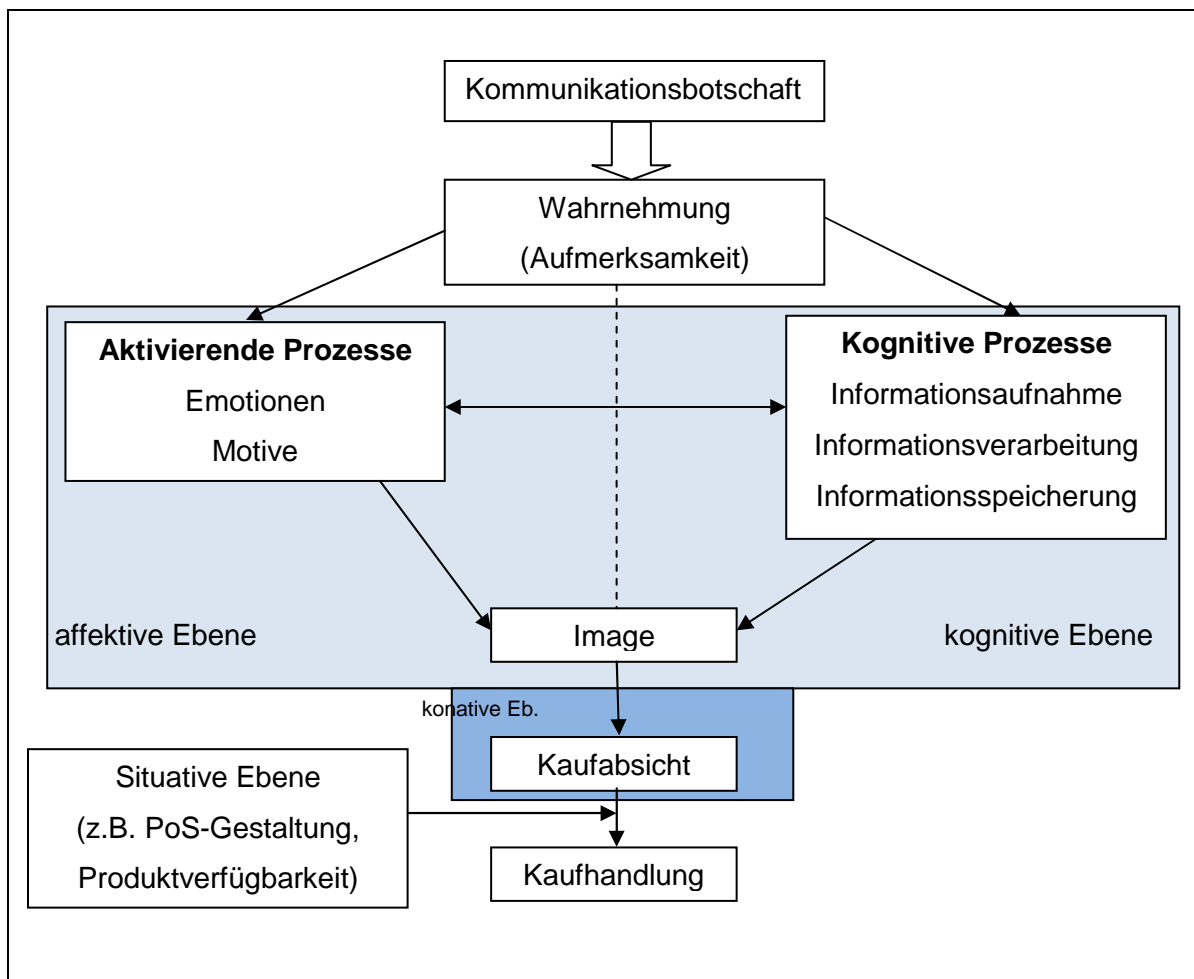 Kommunikationsbotschaft
Wahrnehmung
(Aufmerksamkeit)
Aktivierende Prozesse
Emotionen
Motive
Kognitive Prozesse
Informationsaufnahme
Informationsverarbeitung
Informationsspeicherung
affektive Ebene
Image
kognitive Ebene
konative Eb.
Kaufabsicht
Situative Ebene
(z.B. PoS-Gestaltung,
Produktverfügbarkeit)
Kaufhandlung